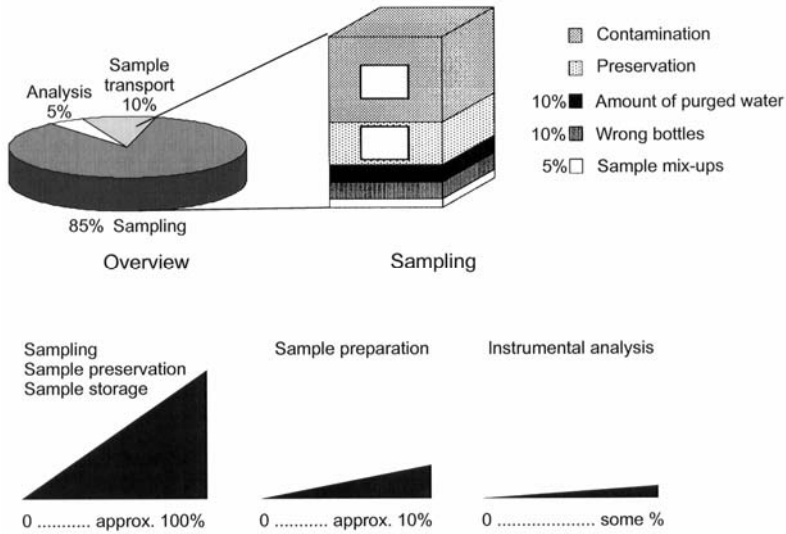 Sample
transport
10%
Analysis
5%
85% Sampling
Overview
Sampling
Contamination
Preservation
10% Amount of purged water
10% Wrong bottles
5% Sample mix-ups
Sampling
Sample preservation
Sample storage
0 ........... approx. 100%
Sample preparation
0 ........... approx. 10%
Instrumental analysis
0 .................... some %